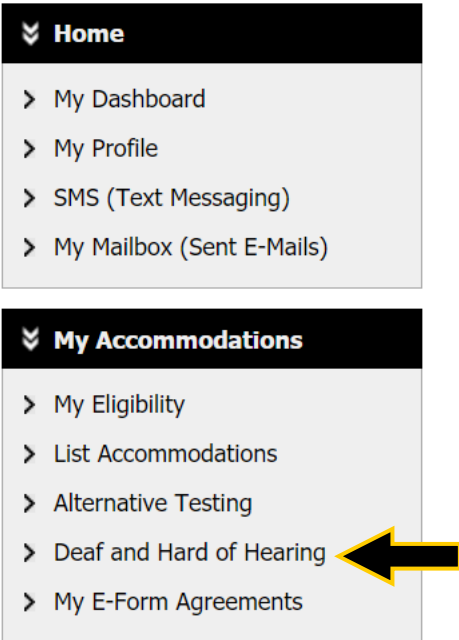 Home
My Dashboard
My Profile
SMS (Text Messaging)
My Mailbox (Sent E-Mails)
My Accommodations
My Eligibility
List Accommodations
Alternative Testing
Deaf and Hard of Hearing
My E-Form Agreements